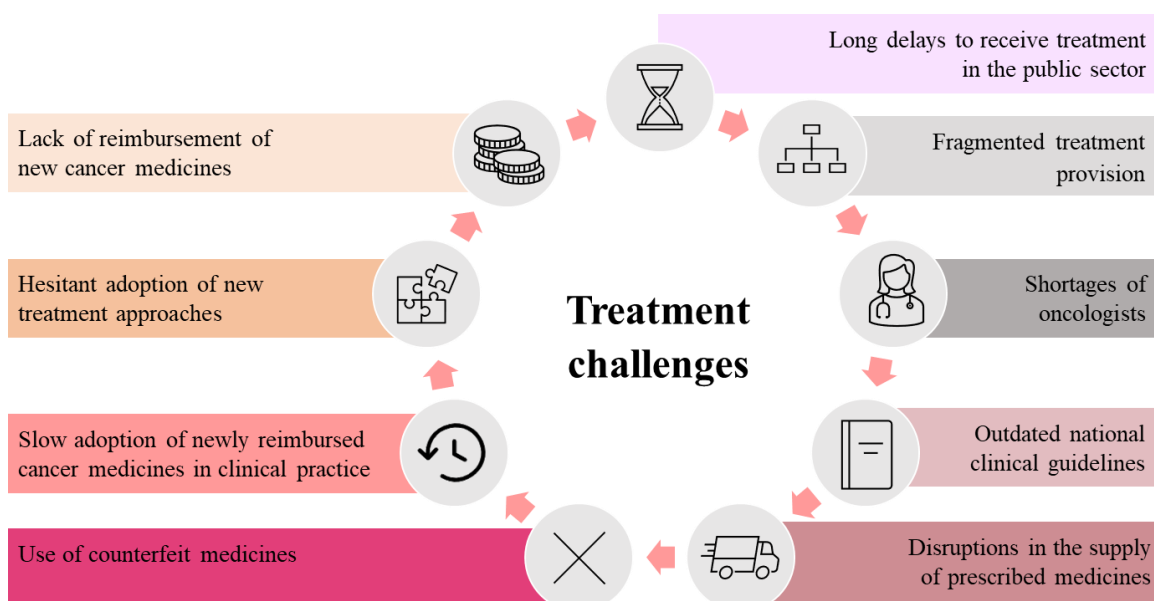 Long delays to receive treatment
in the public sector
Fragmented treatment
provision
Shortages of
oncologists
Outdated national
clinical guidelines
Disruptions in the supply
of prescribed medicines
Use of counterfeit medicines
Slow adoption of newly reimbursed
cancer medicines in clinical practice
Hesitant adoption of new
treatment approaches
Lack of reimbursement of
new cancer medicines
Treatment
challenges